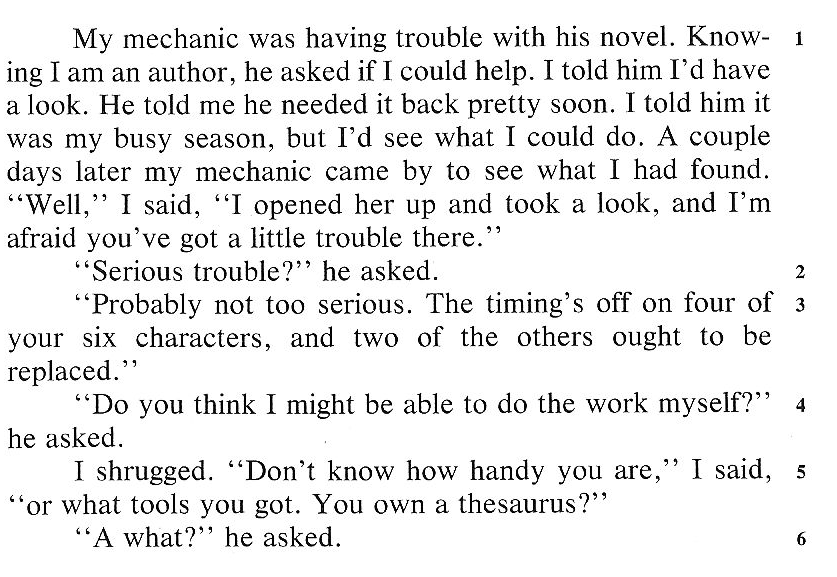 My mechanic was having trouble with his novel. Know- 1
ing I am an author, he asked if I could help. I told him I'd have
a look. He told me he needed it back pretty soon. I told him it
was my busy season, but I'd see what I could do. A couple
days later my mechanic came by to see what I had found.
‘‘Well,’’ I said, ‘‘I opened her up and took a look, and I'm
afraid you've got a little trouble there.’’
‘‘Serious trouble?’’ he asked. 2
‘‘Probably not too serious. The timing's off on four of 3
your six characters, and two of the others ought to be
replaced.’’
‘‘Do you think I might be able to do the work myself?’’ 4
he asked.
I shrugged. ‘‘Don't know how handy you are,’’ I said, 5
‘‘or what tools you got. You own a thesaurus?’’
‘‘A what?’’ he asked. 6